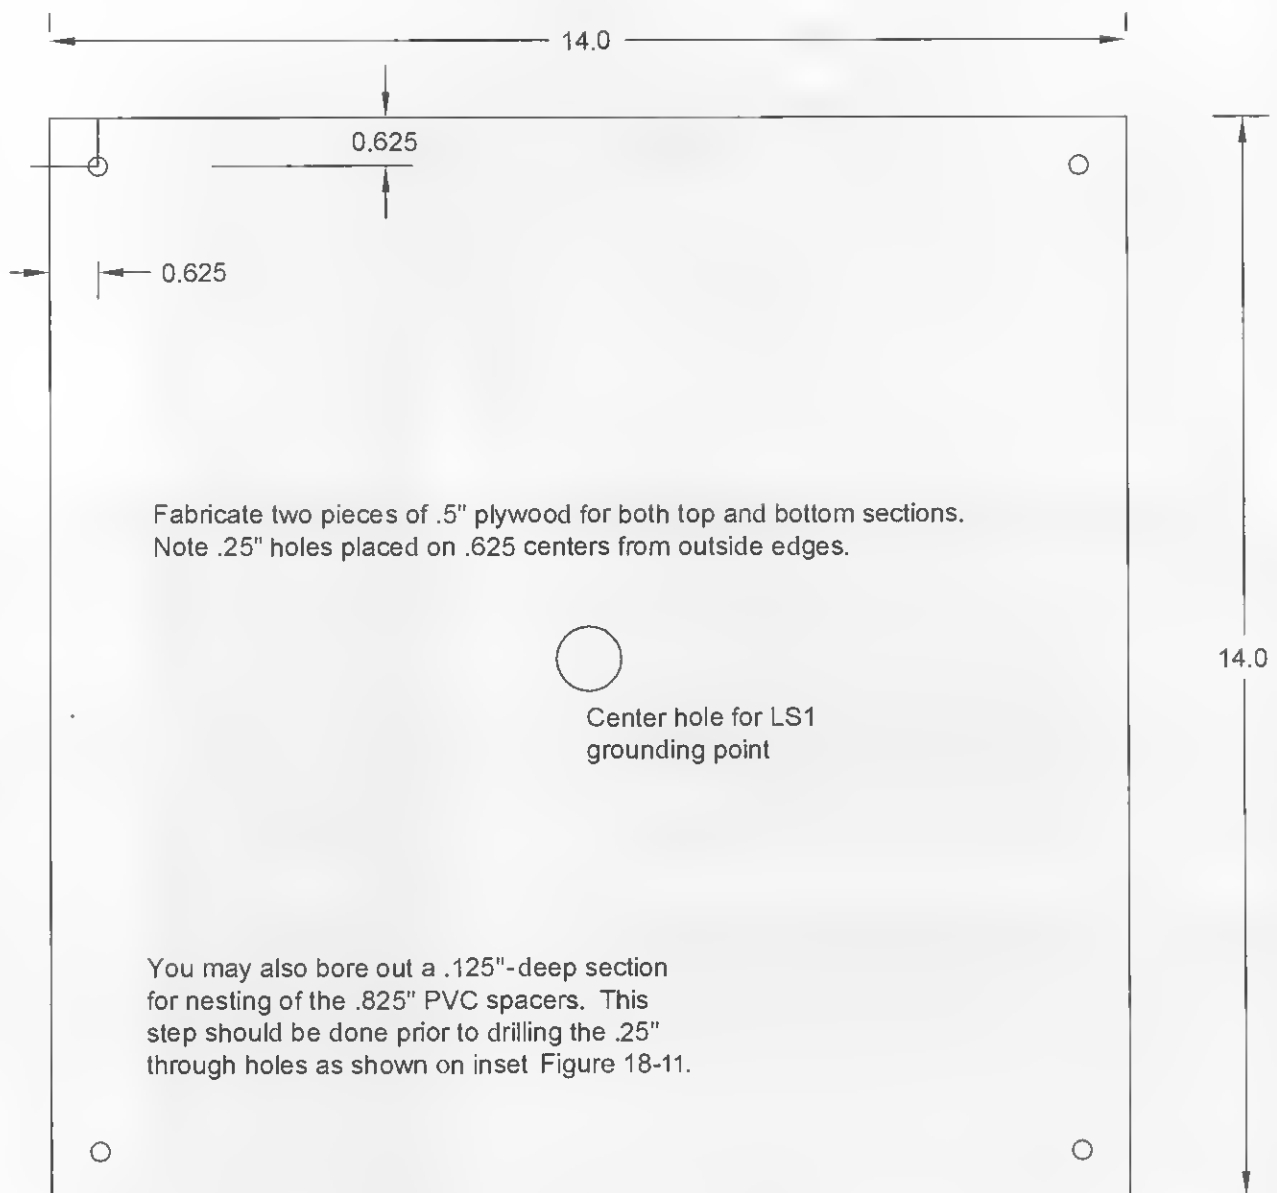 14.0
0.625
0.625
Fabricate two pieces of .5" plywood for both top and bottom sections.
Note .25" holes placed on .625 centers from outside edges.
14.0
Center hole for LS1
grounding point
You may also bore out a .125"-deep section
for nesting of the .825" PVC spacers. This
step should be done prior to drilling the .25"
through holes as shown on inset Figure 18-11.